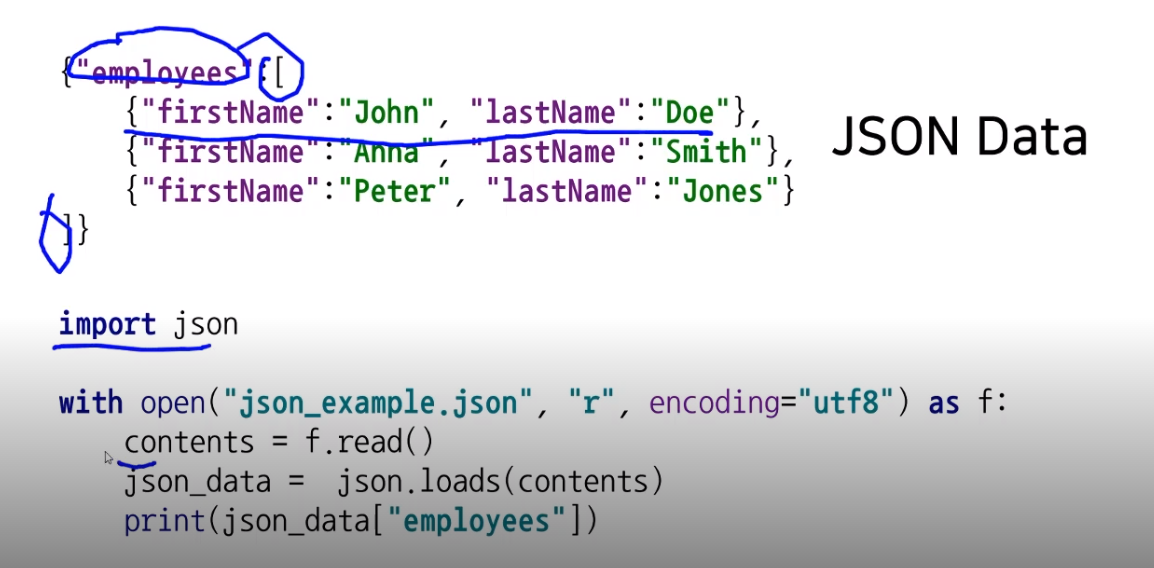 {"employees":[
{"firstName":"John", "lastName":"Doe"},
{"firstName":"Anna", "lastName":"Smith"},
{"firstName":"Peter", "lastName":"Jones"}
]}
JSON Data
import json
with open("json_example.json", "r", encoding="utf8") as f:
contents = f.read()
json_data = json.loads(contents)
print(json_data["employees"])